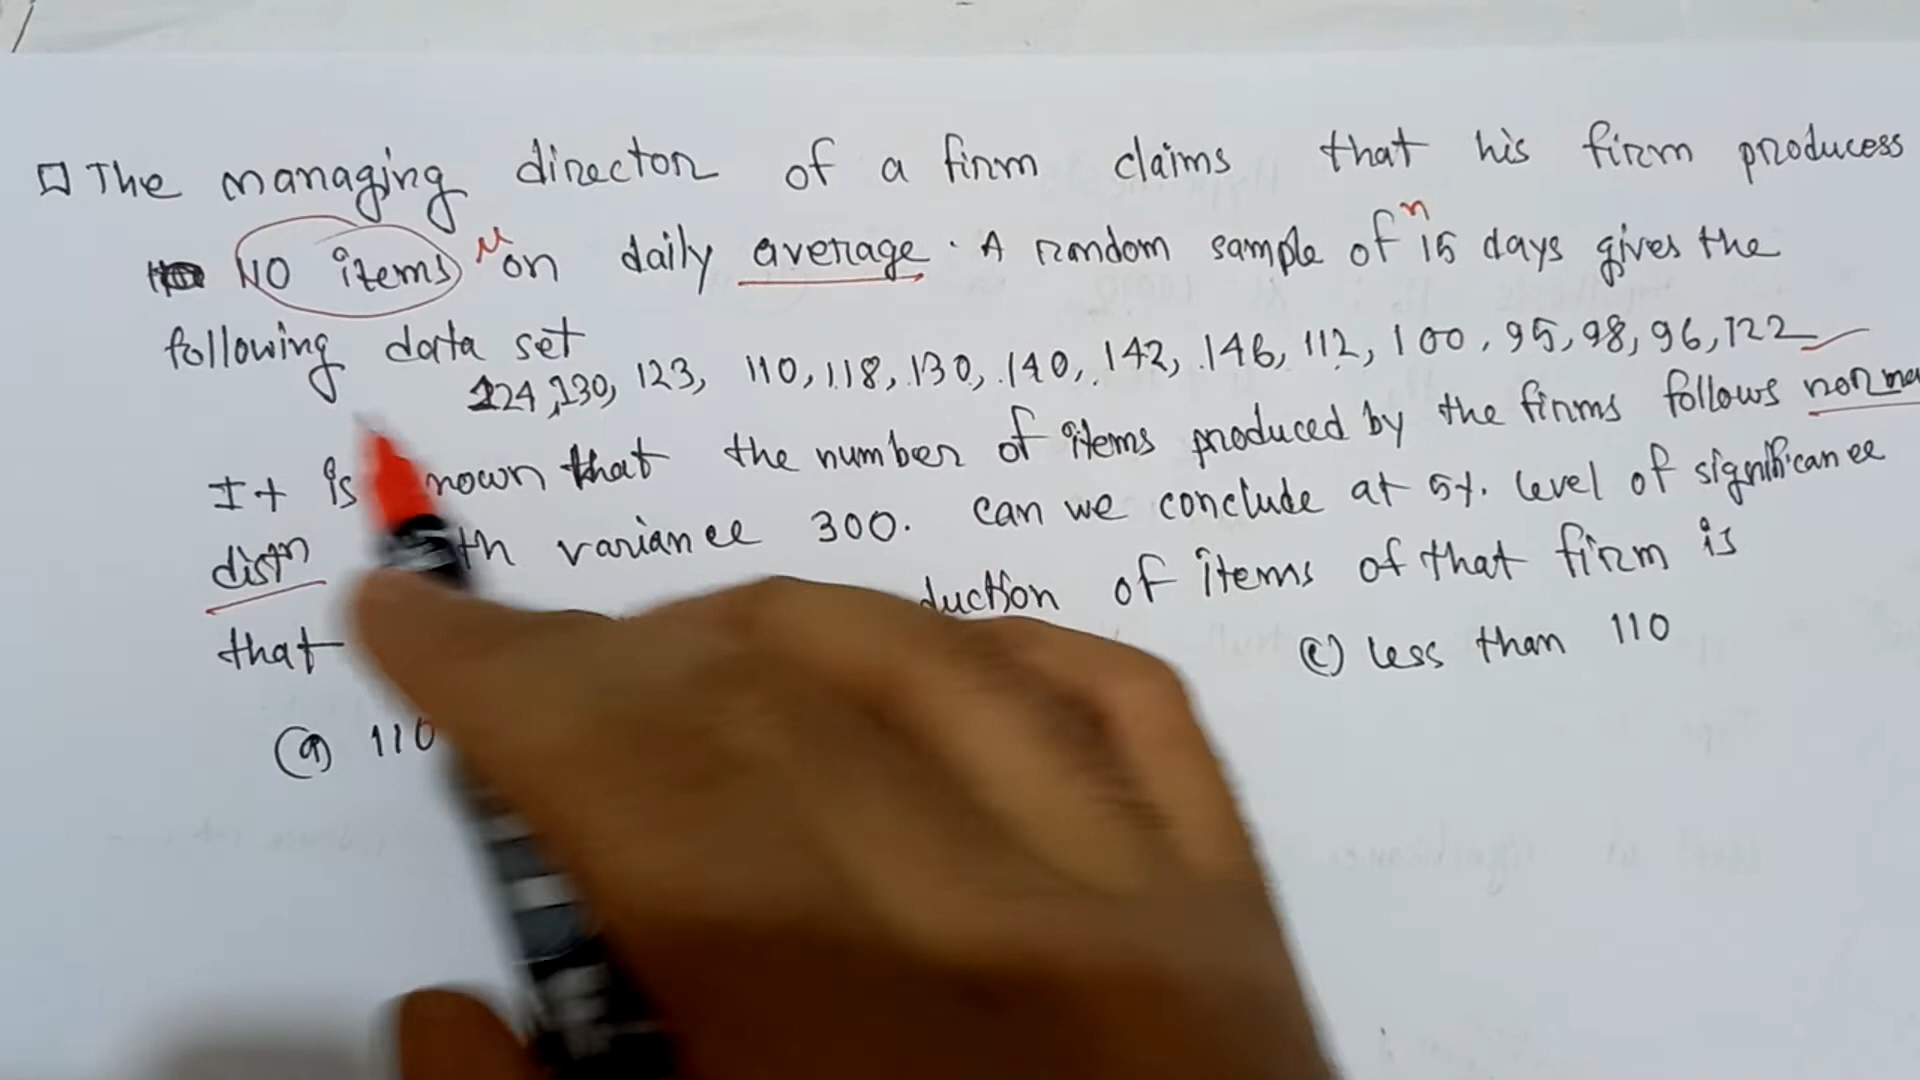 The managing director of a firm claims that his firm producess
110 items μ on daily average. A random sample of n 15 days gives the
following data set
124, 130, 123, 110, 118, 130, 140, 142, 146, 112, 100, 95, 98, 96, 122
It is nown that the number of items produced by the firms follows norma
distn th variance 300. can we conclude at 5%. level of significance
that duction of items of that firm is
(a) 110 (c) less than 110